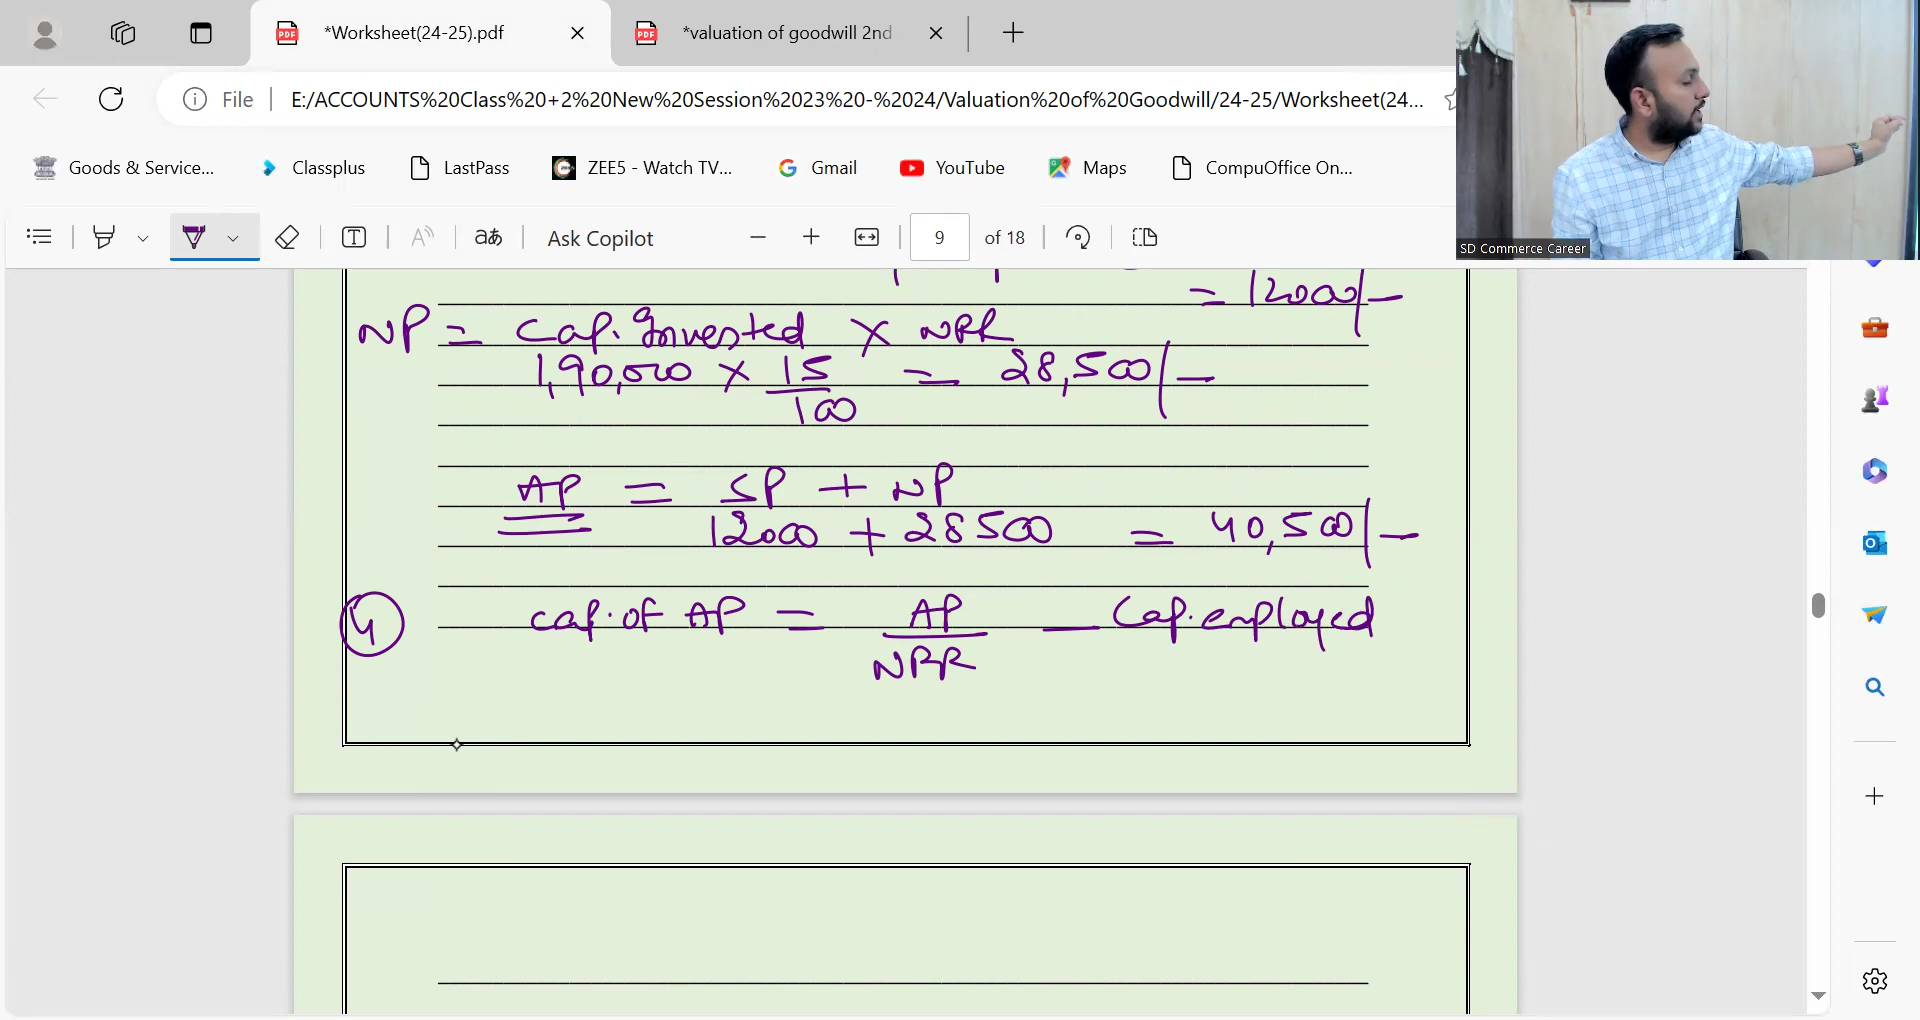 *Worksheet(24-25).pdf
*valuation of goodwill 2nd
File
E:/ACCOUNTS%20Class%20+2%20New%20Session%202023%20-%2024/Valuation%20of%20Goodwill/24-25/Worksheet(24...
Goods & Service... Classplus LastPass ZEE5 - Watch TV... Gmail YouTube Maps CompuOffice On...
aあ Ask Copilot 9 of 18
SD Commerce Career
= 12000/-
NP = Cap. Invested × NRR
1,90,000 × 15/100 = 28,500/-
AP = SP + NP
12000 + 28500 = 40,500/-
4 cap. of AP = AP/NRR - Cap. employed